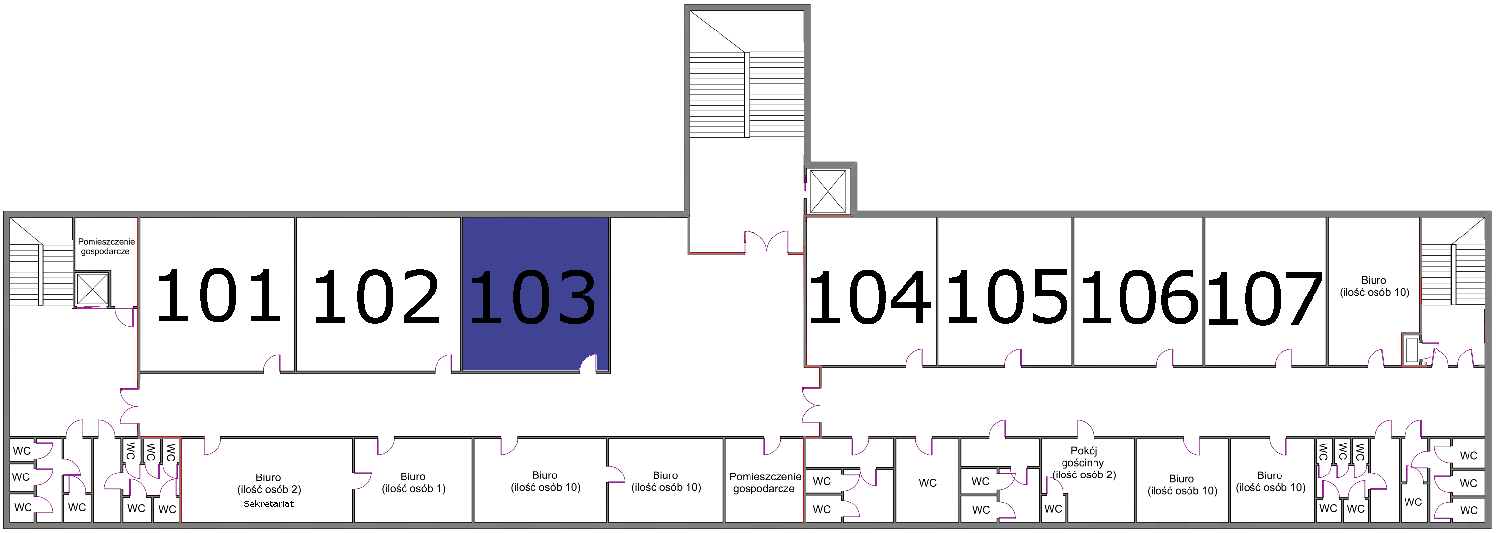 Pomieszczenie
gospodarcze
101
102
103
104
105
106
107
Biuro
(ilość osób 10)
WC
WC
WC
WC
WC
WC
WC
WC
WC
Biuro
(ilość osób 2)
Sekretariat
Biuro
(ilość osób 1)
Biuro
(ilość osób 10)
Biuro
(ilość osób 10)
Pomieszczenie
gospodarcze
WC
WC
WC
WC
WC
Pokój
gościnny
(ilość osób 2)
WC
Biuro
(ilość osób 10)
Biuro
(ilość osób 10)
WC
WC
WC
WC
WC
WC
WC
WC
WC